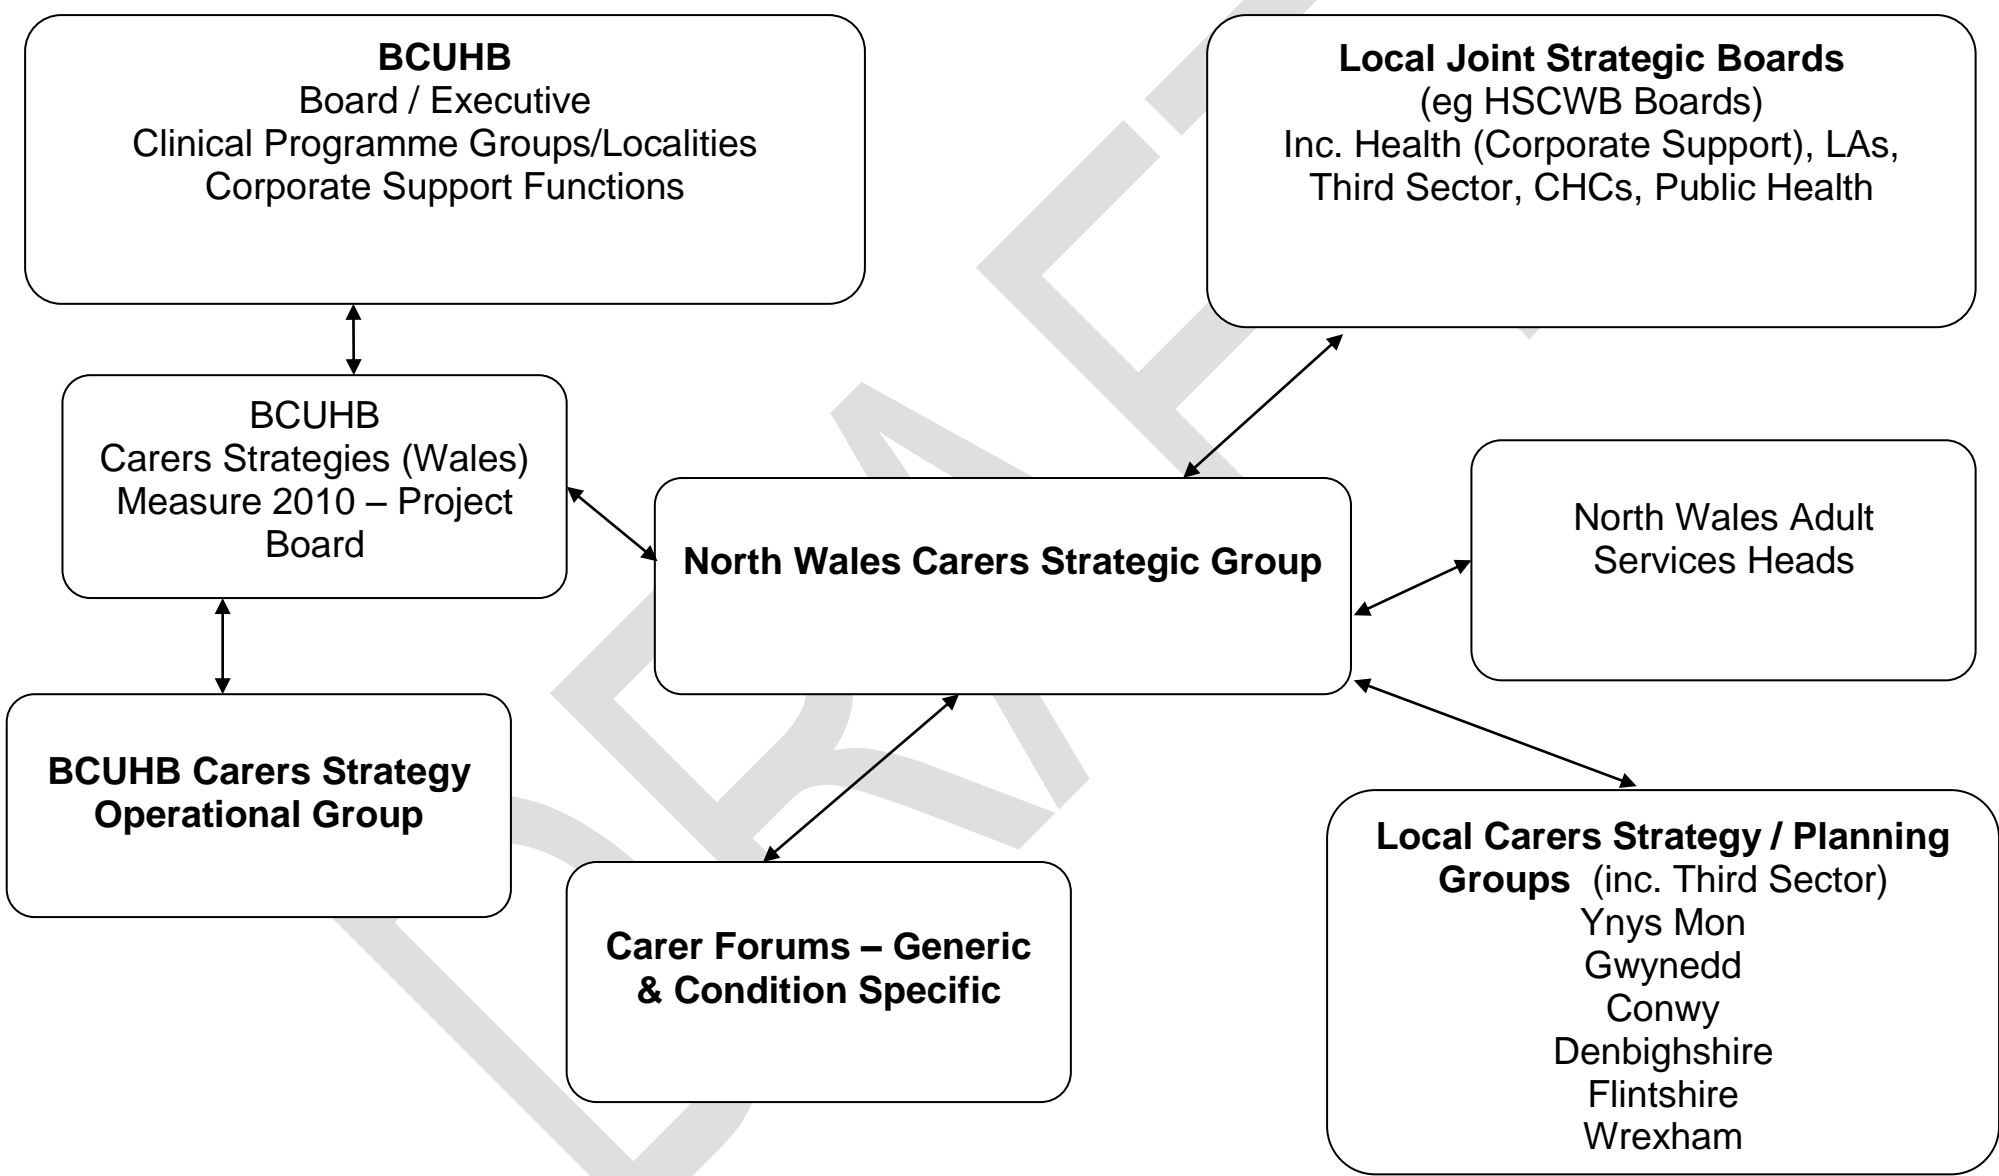 BCUHB
Board / Executive
Clinical Programme Groups/Localities
Corporate Support Functions
Local Joint Strategic Boards
(eg HSCWB Boards)
Inc. Health (Corporate Support), LAs,
Third Sector, CHCs, Public Health
BCUHB
Carers Strategies (Wales)
Measure 2010 – Project
Board
North Wales Carers Strategic Group
North Wales Adult
Services Heads
BCUHB Carers Strategy
Operational Group
Carer Forums – Generic
& Condition Specific
Local Carers Strategy / Planning
Groups (inc. Third Sector)
Ynys Mon
Gwynedd
Conwy
Denbighshire
Flintshire
Wrexham
DRAFT